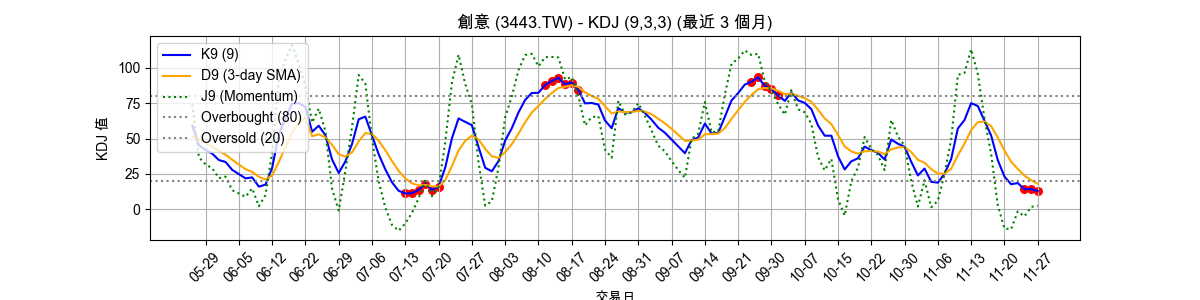 創意 (3443.TW) - KDJ (9,3,3) (最近 3 個月)
K9 (9)
D9 (3-day SMA)
J9 (Momentum)
Overbought (80)
Oversold (20)
KDJ 值
100
75
50
25
0
05-29 06-05 06-12 06-22 06-29 07-06 07-13 07-20 07-27 08-03 08-10 08-17 08-24 08-31 09-07 09-14 09-21 09-30 10-07 10-15 10-22 10-30 11-06 11-13 11-20 11-27
交易日